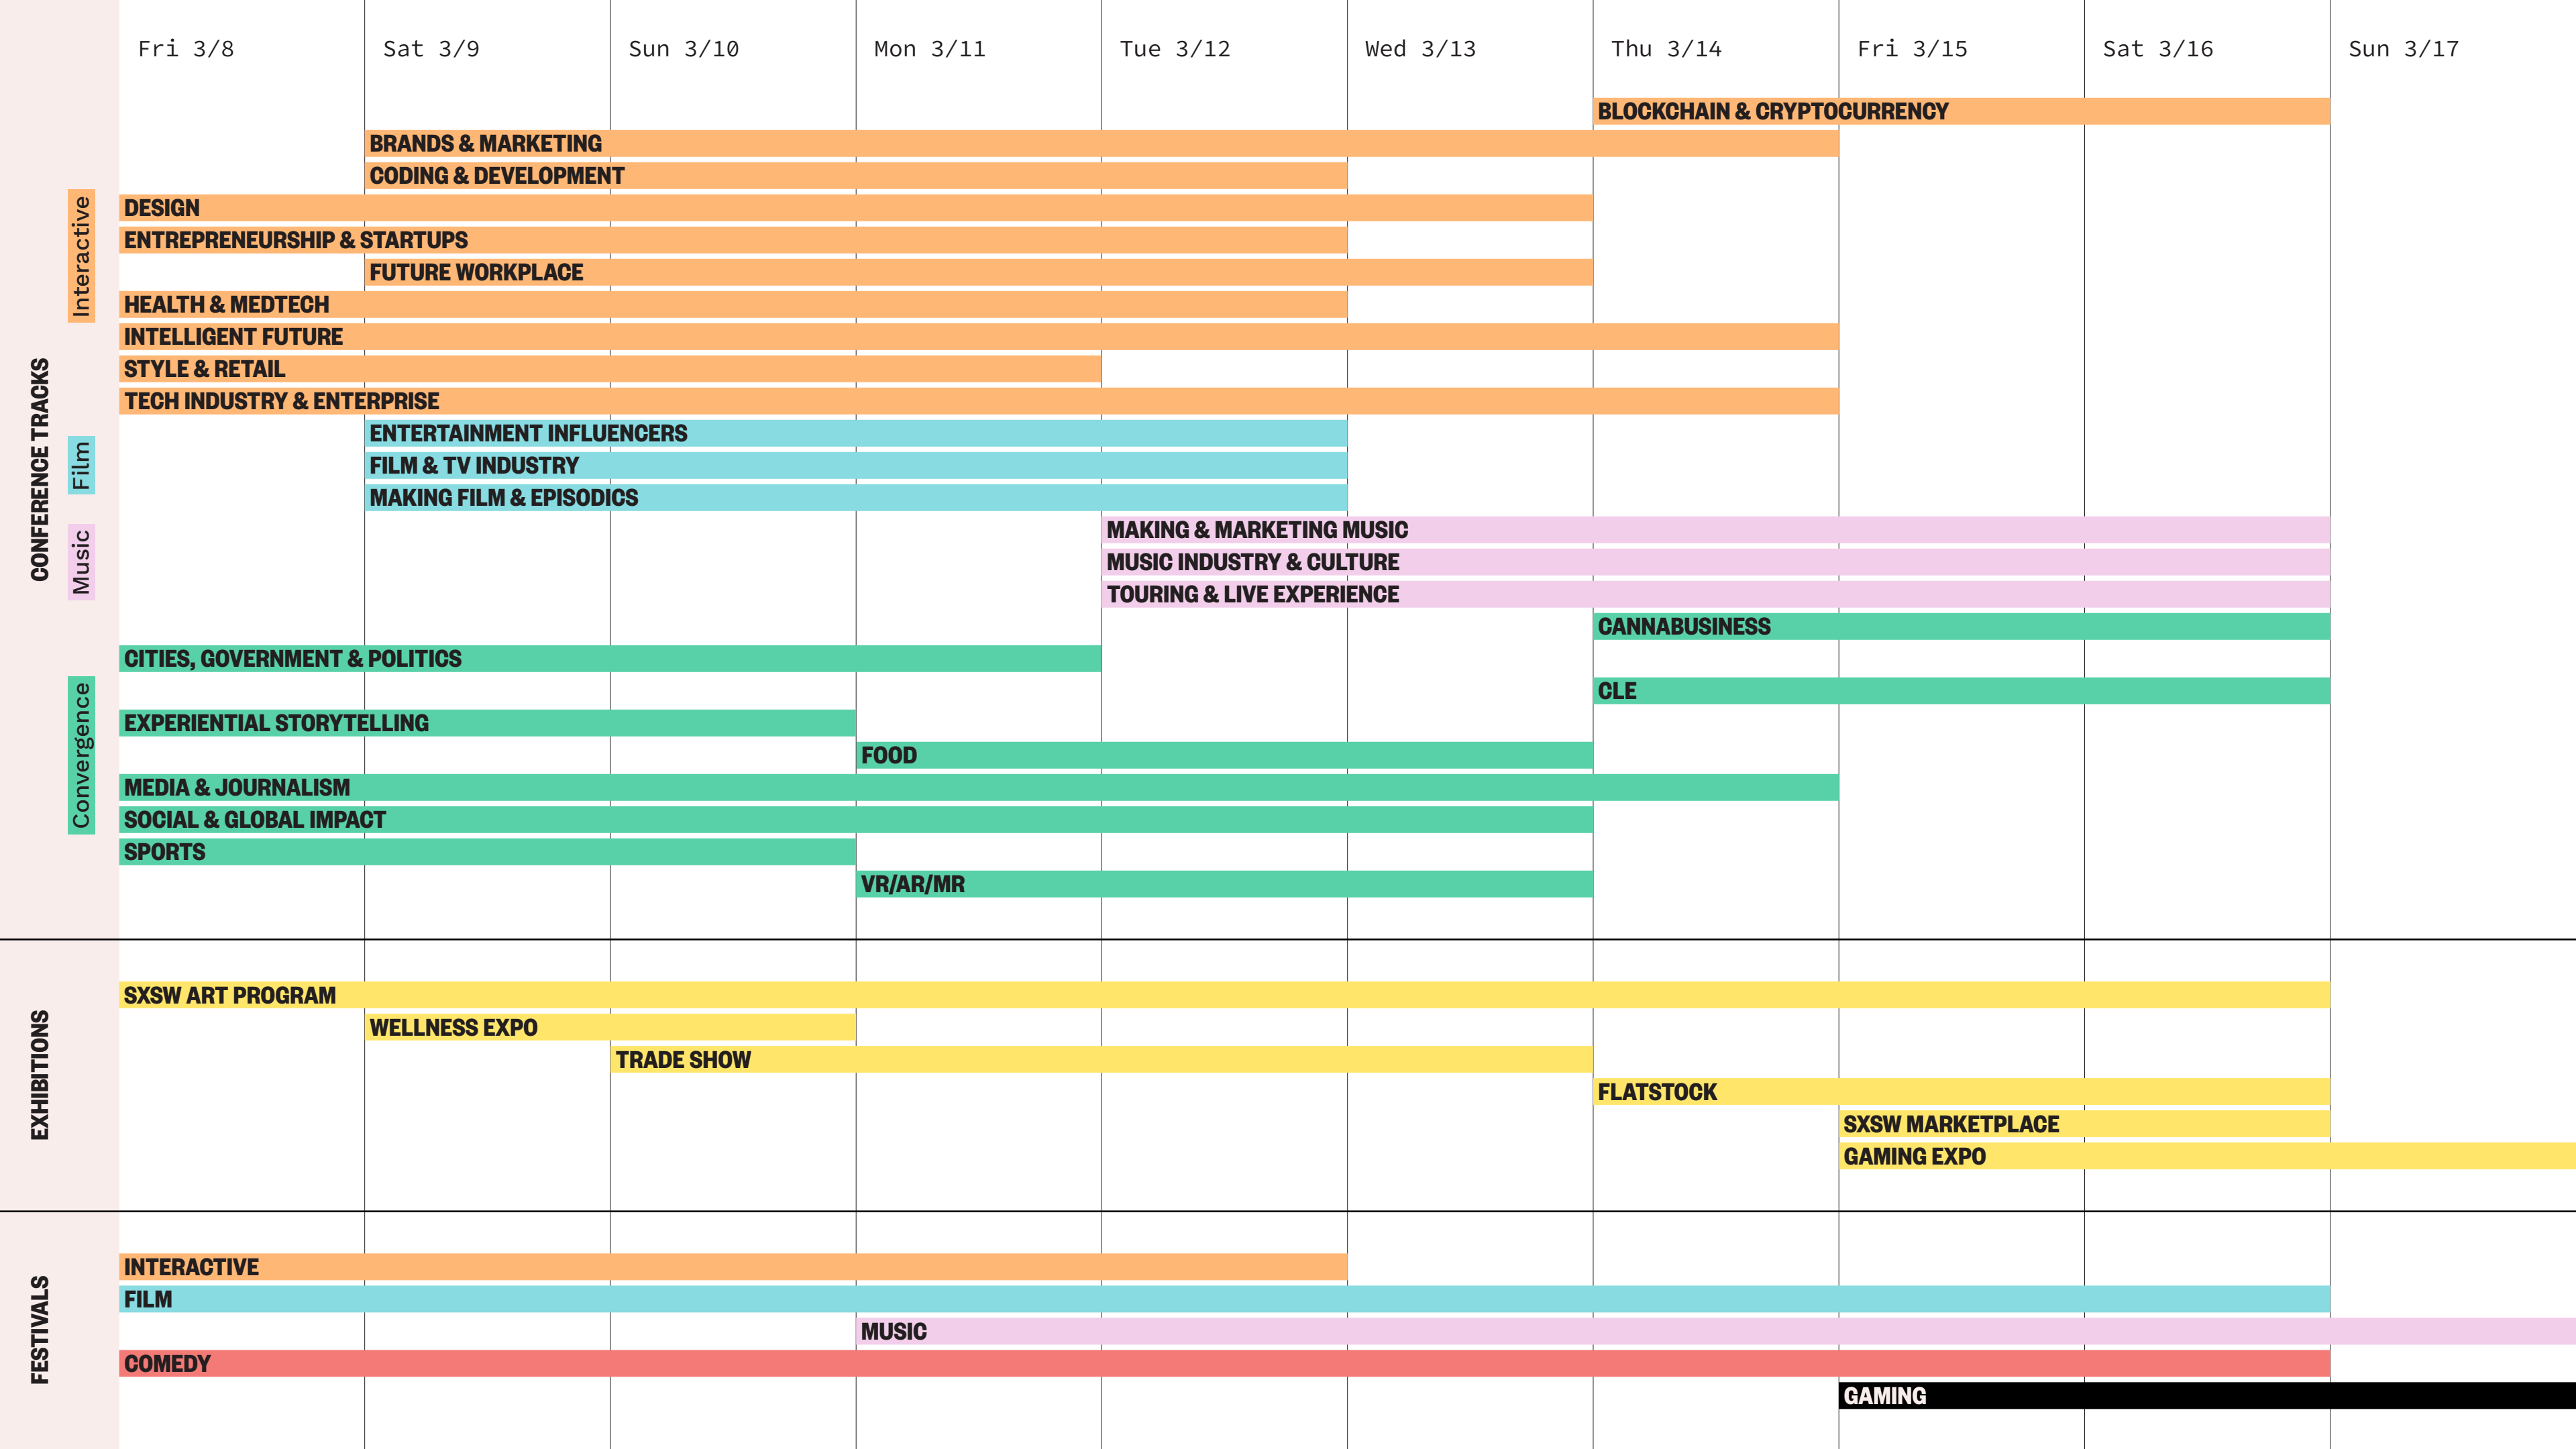 Fri 3/8
Sat 3/9
Sun 3/10
Mon 3/11
Tue 3/12
Wed 3/13
Thu 3/14
Fri 3/15
Sat 3/16
Sun 3/17
CONFERENCE TRACKS
Interactive
BLOCKCHAIN & CRYPTOCURRENCY
BRANDS & MARKETING
CODING & DEVELOPMENT
DESIGN
ENTREPRENEURSHIP & STARTUPS
FUTURE WORKPLACE
HEALTH & MEDTECH
INTELLIGENT FUTURE
STYLE & RETAIL
TECH INDUSTRY & ENTERPRISE
Film
ENTERTAINMENT INFLUENCERS
FILM & TV INDUSTRY
MAKING FILM & EPISODICS
Music
MAKING & MARKETING MUSIC
MUSIC INDUSTRY & CULTURE
TOURING & LIVE EXPERIENCE
Convergence
CANNABUSINESS
CITIES, GOVERNMENT & POLITICS
CLE
EXPERIENTIAL STORYTELLING
FOOD
MEDIA & JOURNALISM
SOCIAL & GLOBAL IMPACT
SPORTS
VR/AR/MR
EXHIBITIONS
SXSW ART PROGRAM
WELLNESS EXPO
TRADE SHOW
FLATSTOCK
SXSW MARKETPLACE
GAMING EXPO
FESTIVALS
INTERACTIVE
FILM
MUSIC
COMEDY
GAMING